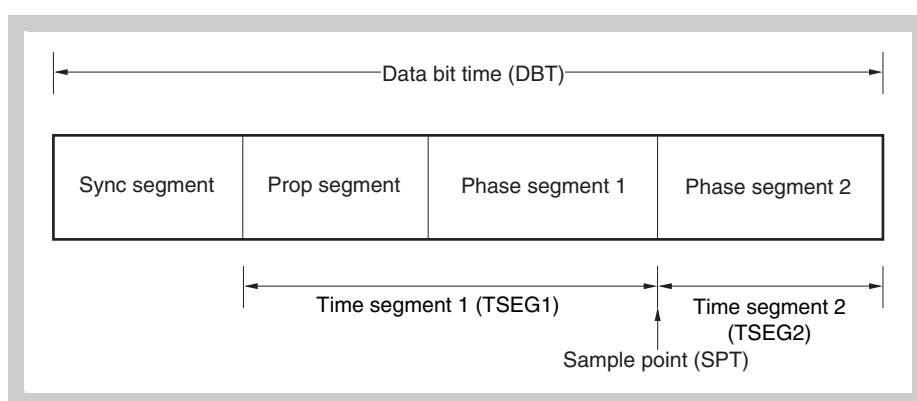 Data bit time (DBT)
Sync segment
Prop segment
Phase segment 1
Phase segment 2
Time segment 1 (TSEG1)
Time segment 2
(TSEG2)
Sample point (SPT)